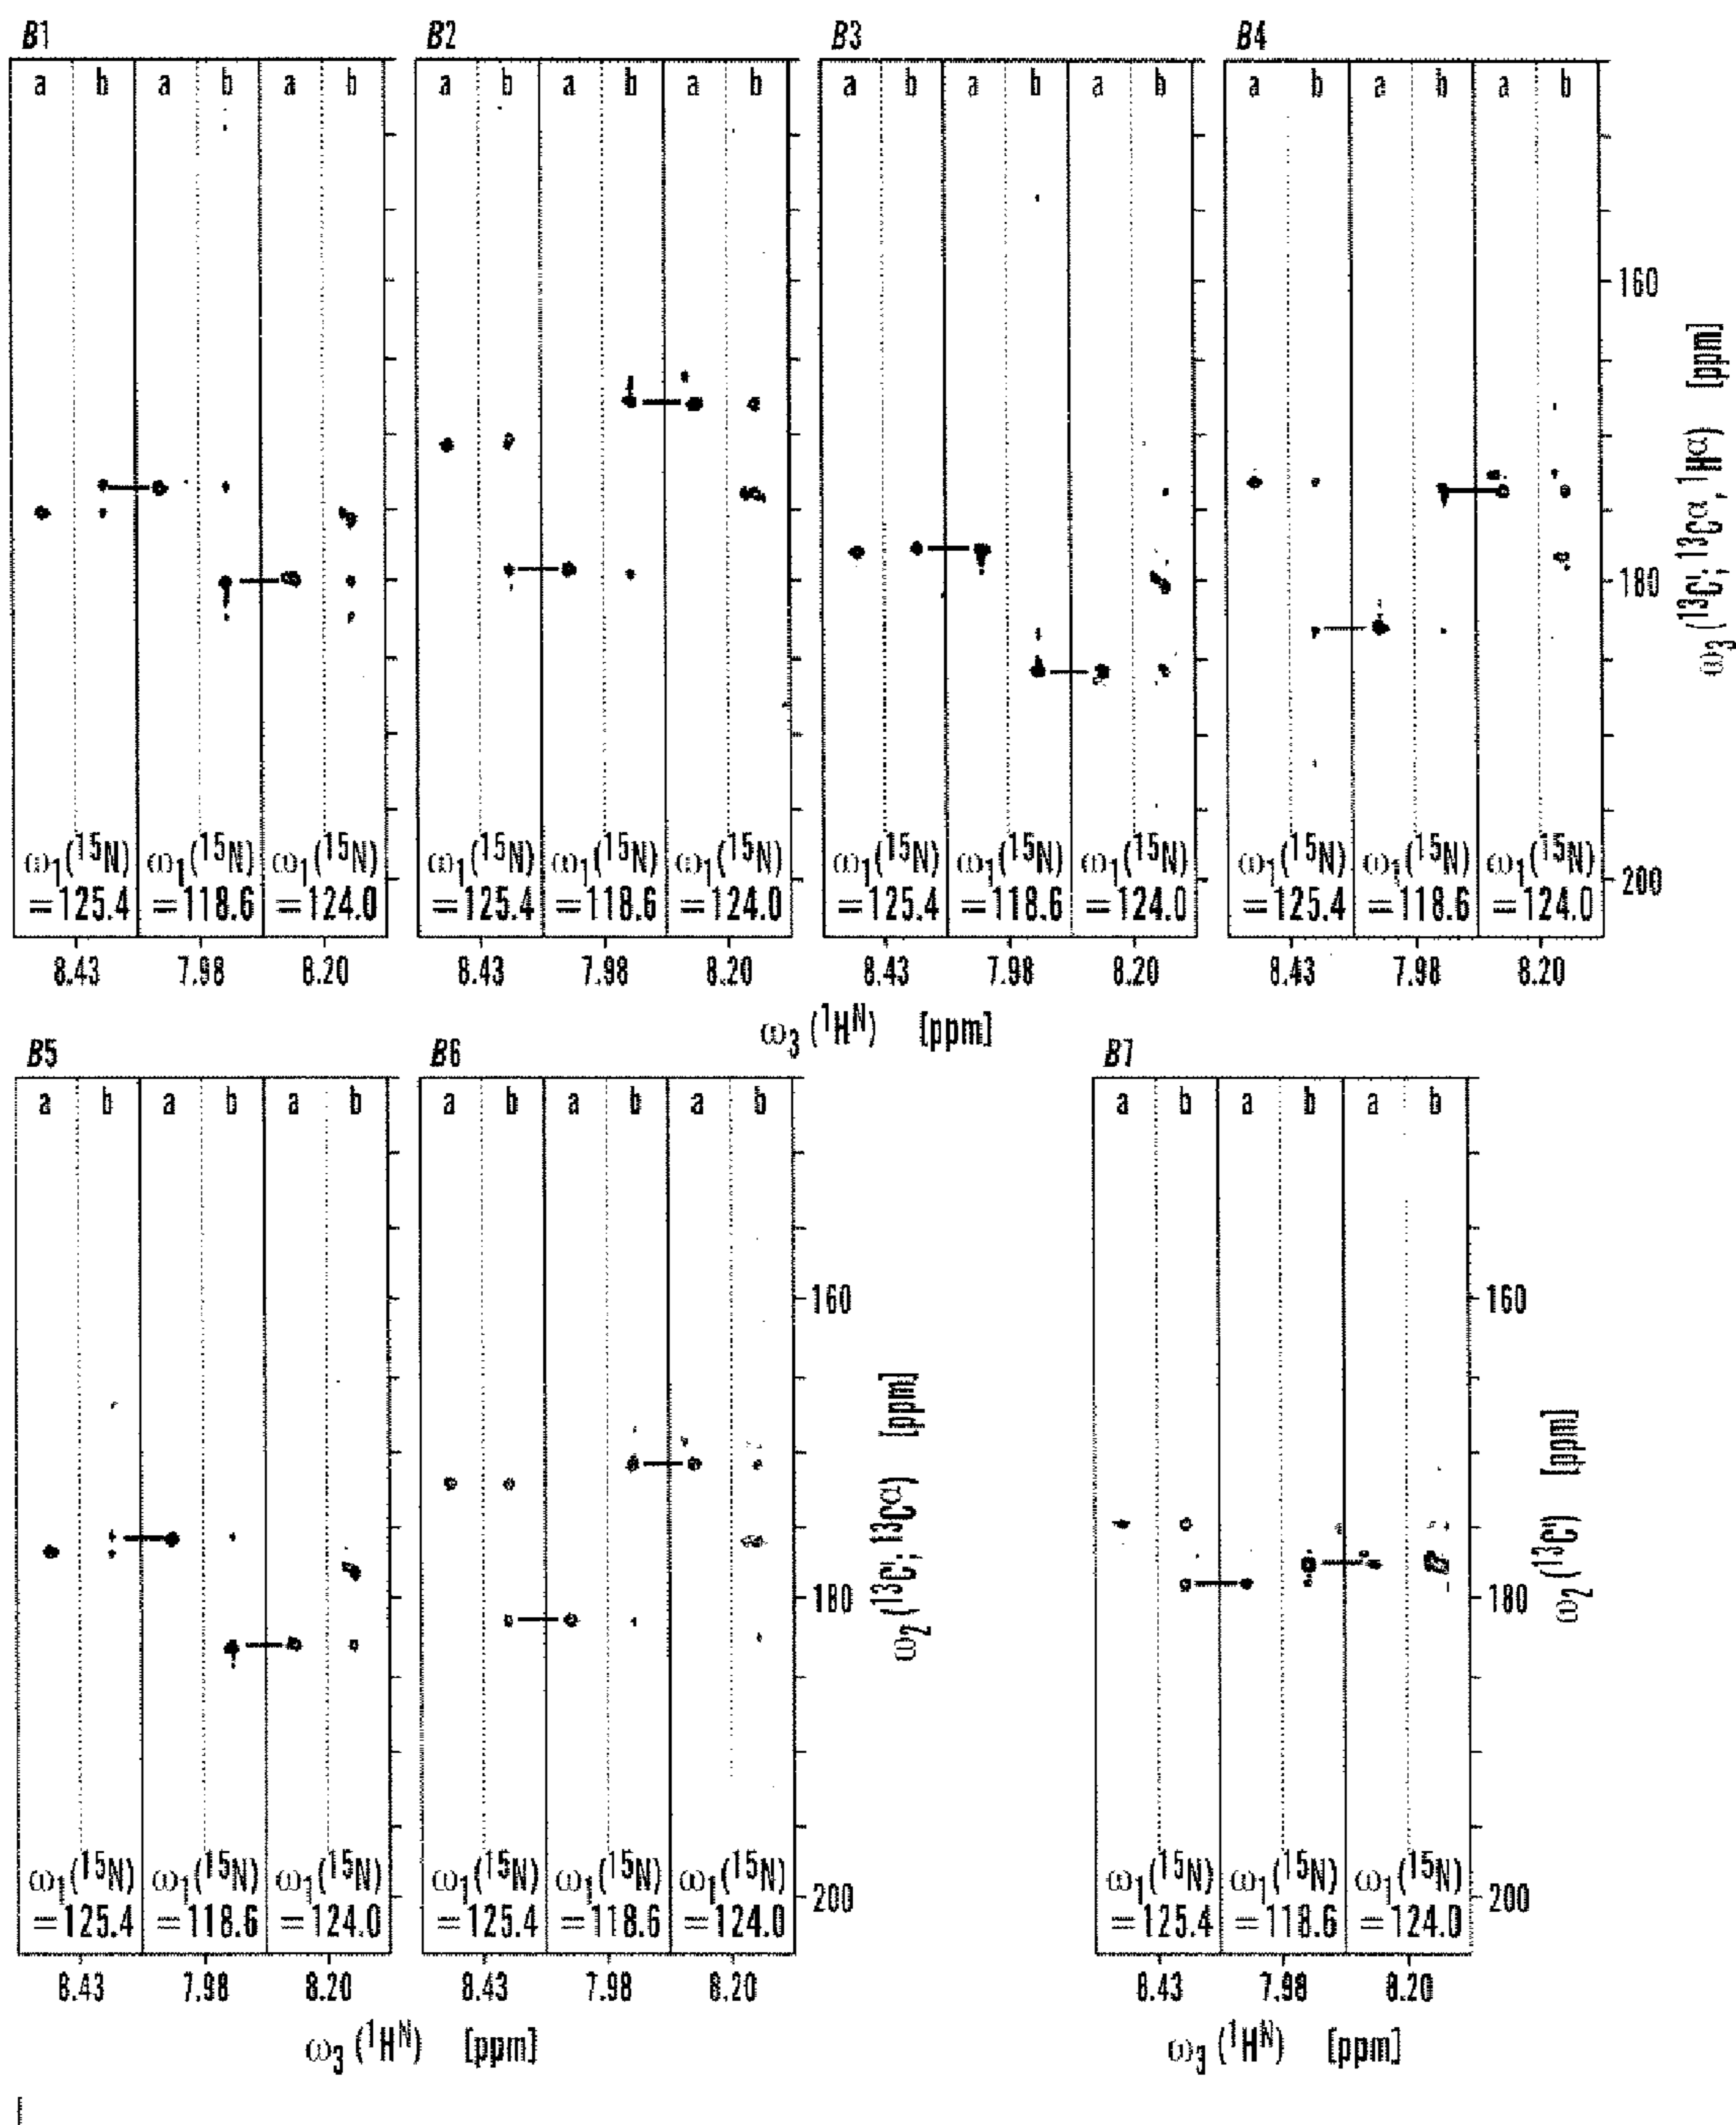 B1 B2 B3 B4
a b a b a b a b a b a b a b a b a b a b a b a b
160
180
200
ω3 (13C'; 13Cα, 1Hα) [ppm]
ω1(15N) ω1(15N) ω1(15N) ω1(15N) ω1(15N) ω1(15N) ω1(15N) ω1(15N) ω1(15N) ω1(15N) ω1(15N) ω1(15N)
=125.4 =118.6 =124.0 =125.4 =118.6 =124.0 =125.4 =118.6 =124.0 =125.4 =118.6 =124.0
8.43 7.98 8.20 8.43 7.98 8.20 8.43 7.98 8.20 8.43 7.98 8.20
ω3 (1HN) [ppm]
B5 B6 B7
a b a b a b a b a b a b a b a b a b
160 160
180 180
200 200
ω2 (13C'; 13Cα) [ppm]
ω2 (13C') [ppm]
ω1(15N) ω1(15N) ω1(15N) ω1(15N) ω1(15N) ω1(15N) ω1(15N) ω1(15N) ω1(15N)
=125.4 =118.6 =124.0 =125.4 =118.6 =124.0 =125.4 =118.6 =124.0
8.43 7.98 8.20 8.43 7.98 8.20 8.43 7.98 8.20
ω3 (1HN) [ppm] ω3 (1HN) [ppm]